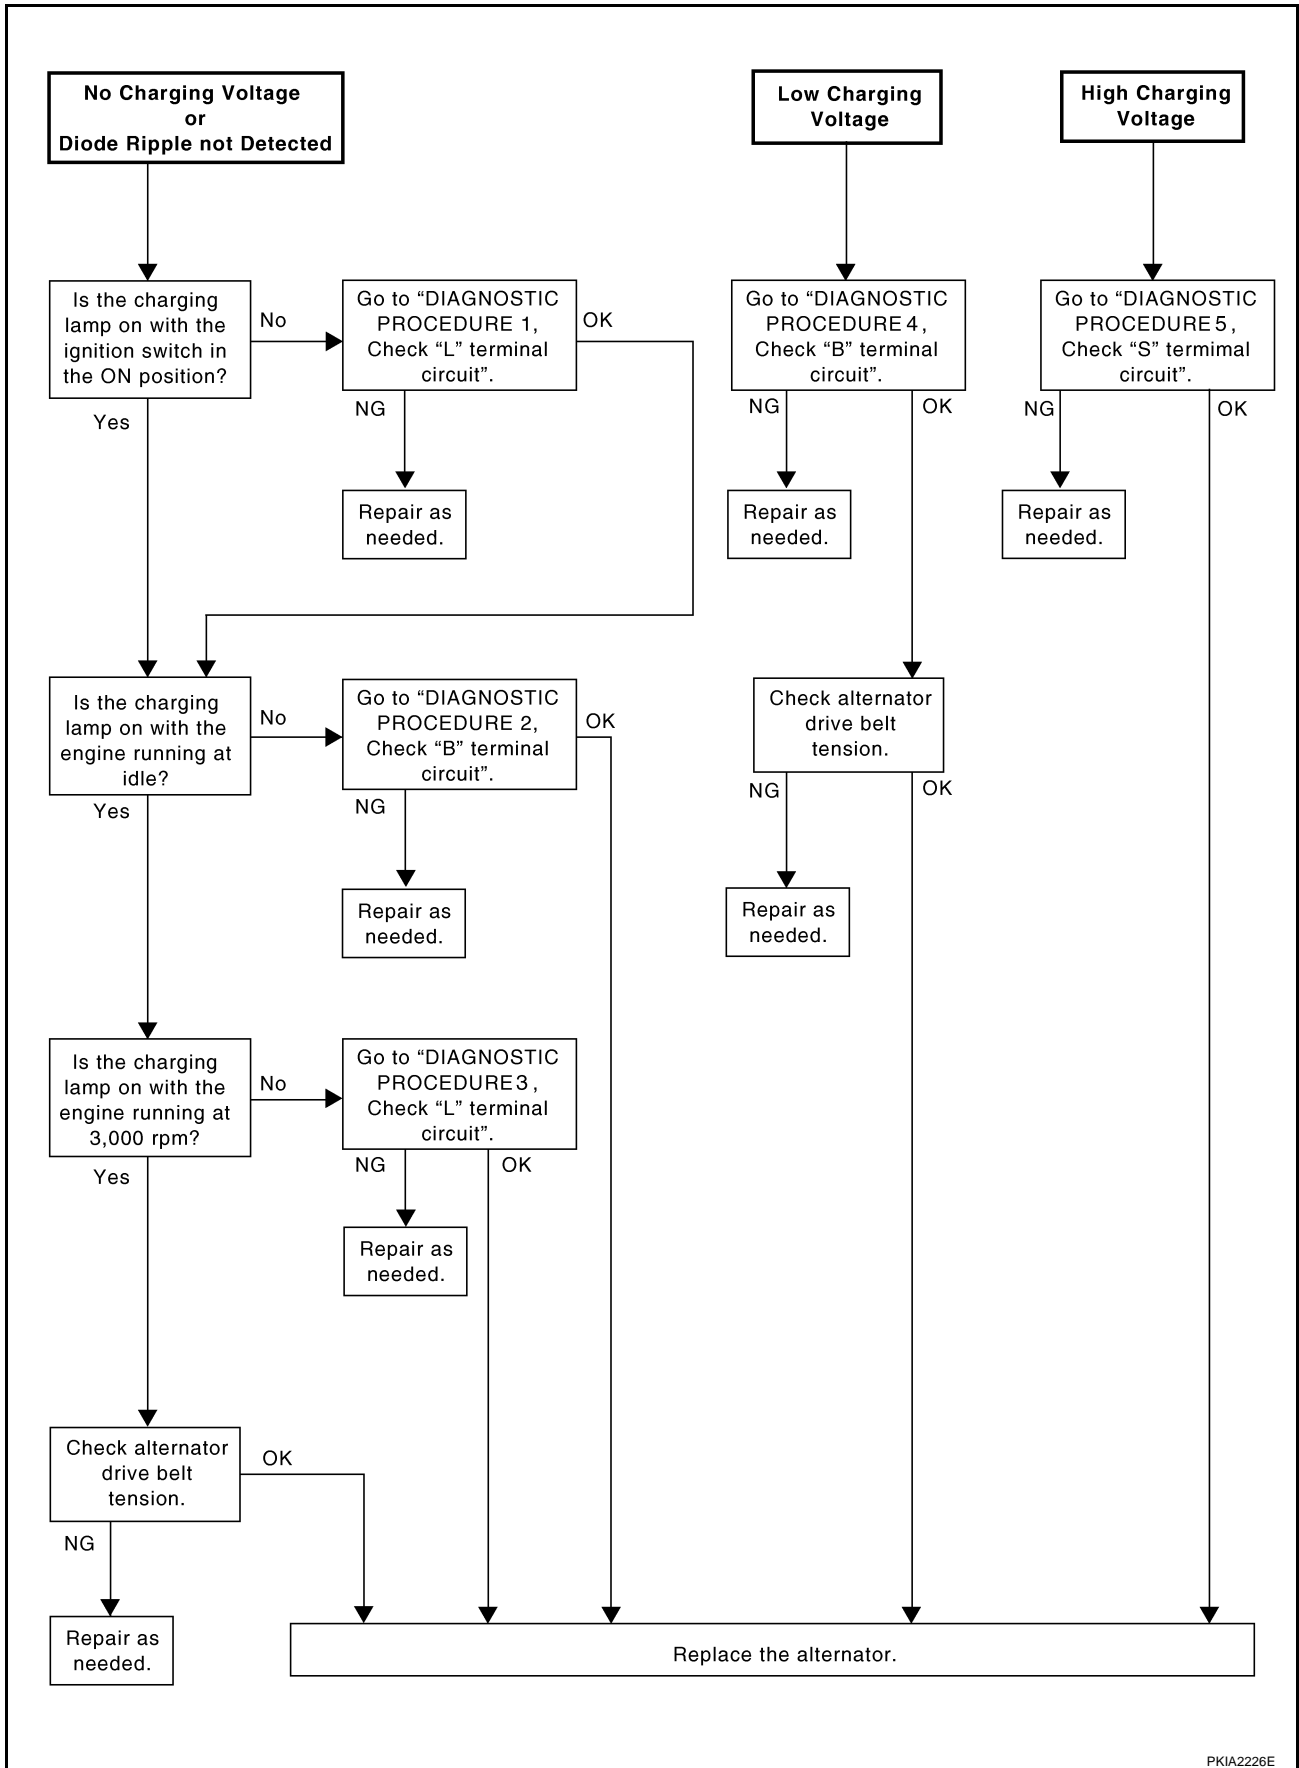 No Charging Voltage
or
Diode Ripple not Detected
Low Charging
Voltage
High Charging
Voltage
Is the charging
lamp on with the
ignition switch in
the ON position?
No
Yes
Go to “DIAGNOSTIC
PROCEDURE 1,
Check “L” terminal
circuit”.
OK
NG
Repair as
needed.
Go to “DIAGNOSTIC
PROCEDURE 4,
Check “B” terminal
circuit”.
NG
OK
Repair as
needed.
Go to “DIAGNOSTIC
PROCEDURE 5,
Check “S” termimal
circuit”.
NG
OK
Repair as
needed.
Is the charging
lamp on with the
engine running at
idle?
No
Yes
Go to “DIAGNOSTIC
PROCEDURE 2,
Check “B” terminal
circuit”.
OK
NG
Repair as
needed.
Check alternator
drive belt
tension.
NG
OK
Repair as
needed.
Is the charging
lamp on with the
engine running at
3,000 rpm?
No
Yes
Go to “DIAGNOSTIC
PROCEDURE 3,
Check “L” terminal
circuit”.
NG
OK
Repair as
needed.
Check alternator
drive belt
tension.
OK
NG
Repair as
needed.
Replace the alternator.
PKIA2226E